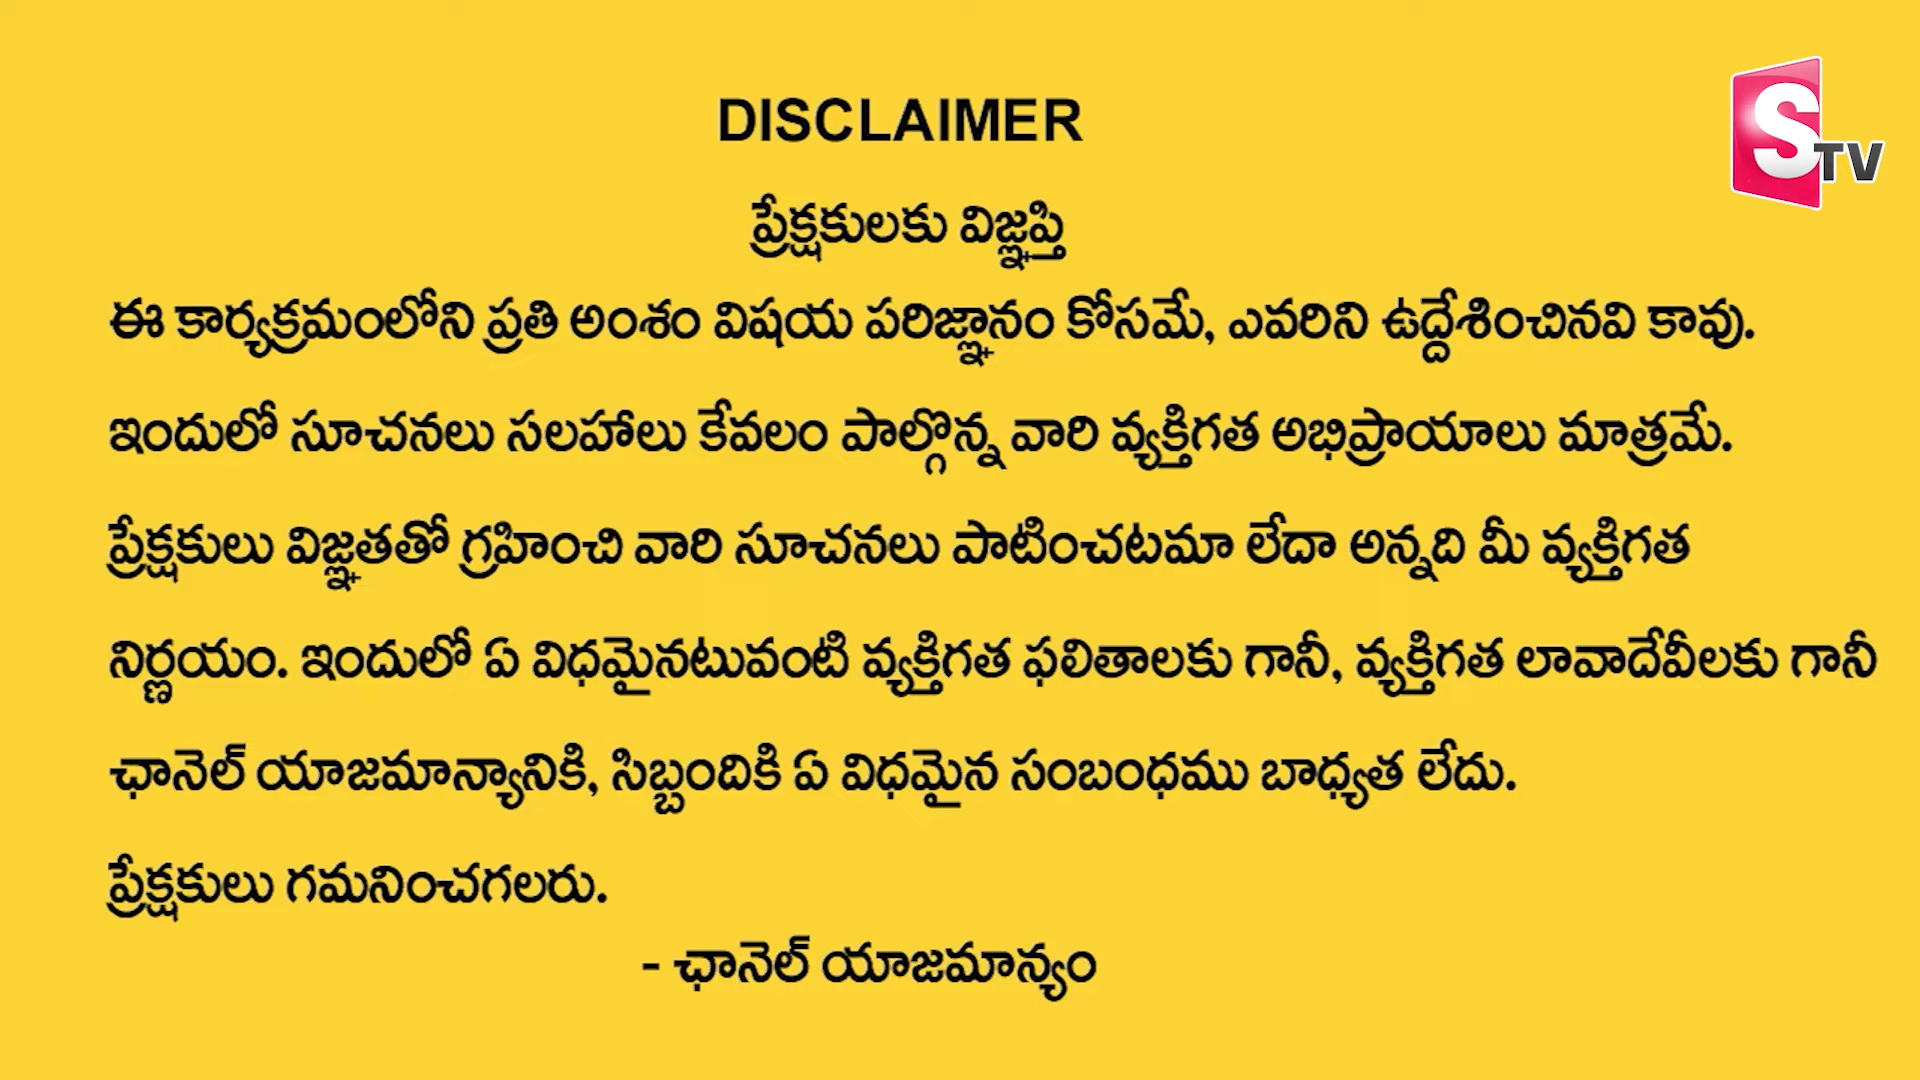 DISCLAIMER
STV
ప్రేక్షకులకు విజ్ఞప్తి
ఈ కార్యక్రమంలోని ప్రతి అంశం విషయ పరిజ్ఞానం కోసమే, ఎవరిని ఉద్దేశించినవి కావు.
ఇందులో సూచనలు సలహాలు కేవలం పాల్గొన్న వారి వ్యక్తిగత అభిప్రాయాలు మాత్రమే.
ప్రేక్షకులు విజ్ఞతతో గ్రహించి వారి సూచనలు పాటించటమా లేదా అన్నది మీ వ్యక్తిగత
నిర్ణయం. ఇందులో ఏ విధమైనటువంటి వ్యక్తిగత ఫలితాలకు గానీ, వ్యక్తిగత లావాదేవీలకు గానీ
ఛానెల్ యాజమాన్యానికి, సిబ్బందికి ఏ విధమైన సంబంధము బాధ్యత లేదు.
ప్రేక్షకులు గమనించగలరు.
- ఛానెల్ యాజమాన్యం